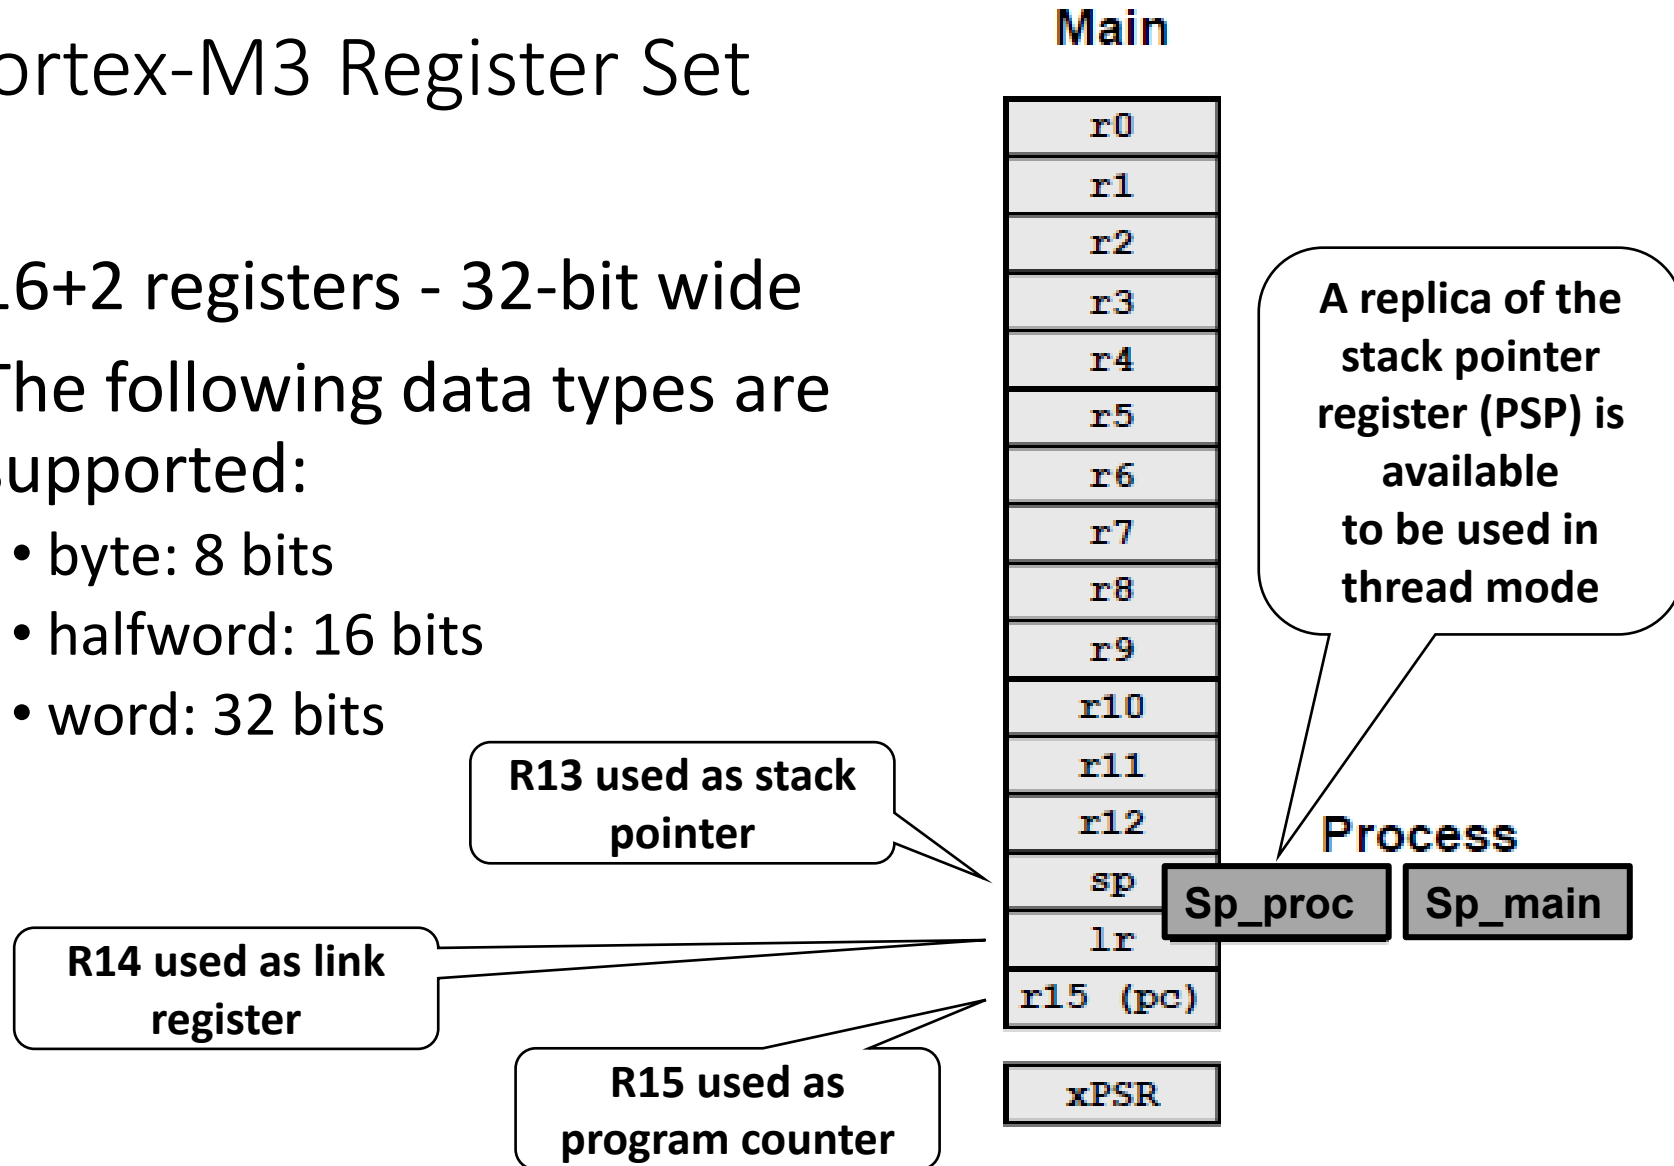 ortex-M3 Register Set
16+2 registers - 32-bit wide
The following data types are
supported:
• byte: 8 bits
• halfword: 16 bits
• word: 32 bits
R13 used as stack
pointer
R14 used as link
register
R15 used as
program counter
Main
r0
r1
r2
r3
r4
r5
r6
r7
r8
r9
r10
r11
r12
sp
lr
r15 (pc)
xPSR
A replica of the
stack pointer
register (PSP) is
available
to be used in
thread mode
Process
Sp_proc
Sp_main